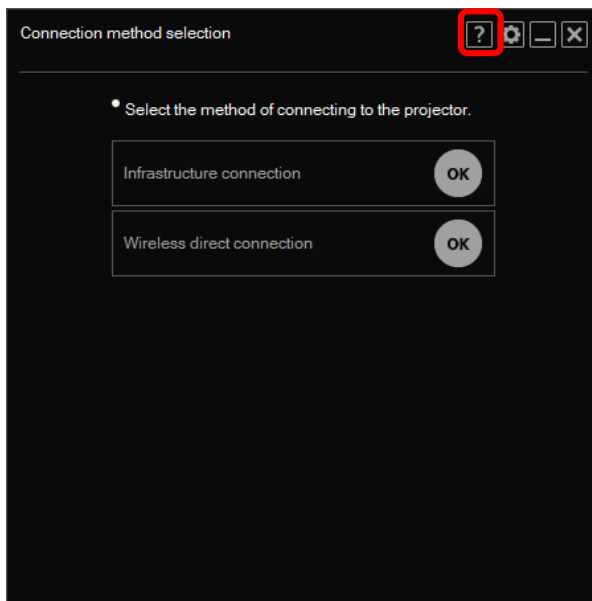 Connection method selection
?
Select the method of connecting to the projector.
Infrastructure connection
OK
Wireless direct connection
OK